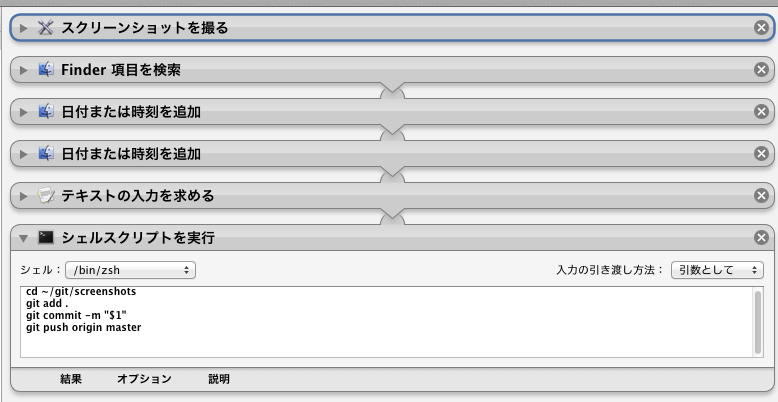 スクリーンショットを撮る
Finder 項目を検索
日付または時刻を追加
日付または時刻を追加
テキストの入力を求める
シェルスクリプトを実行
シェル： /bin/zsh 入力の引き渡し方法： 引数として
cd ~/git/screenshots
git add .
git commit -m "$1"
git push origin master
結果 オプション 説明